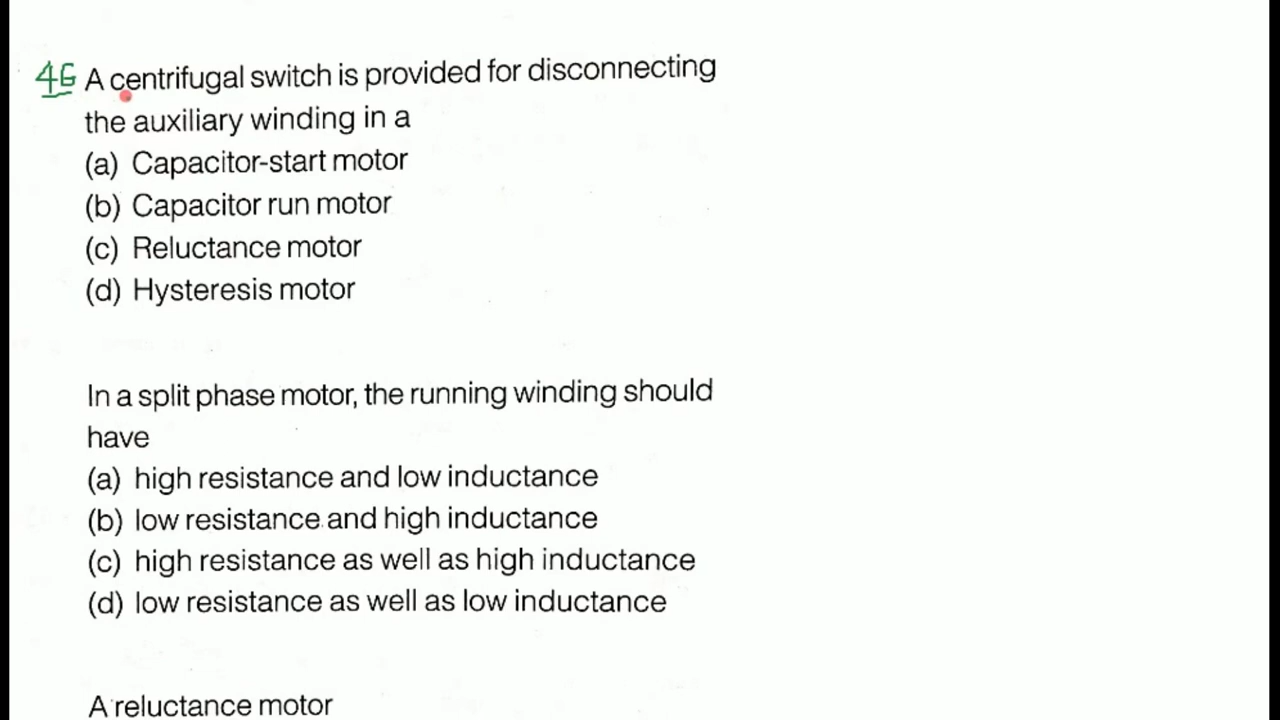 46 A centrifugal switch is provided for disconnecting
the auxiliary winding in a
(a) Capacitor-start motor
(b) Capacitor run motor
(c) Reluctance motor
(d) Hysteresis motor
In a split phase motor, the running winding should
have
(a) high resistance and low inductance
(b) low resistance and high inductance
(c) high resistance as well as high inductance
(d) low resistance as well as low inductance
A reluctance motor